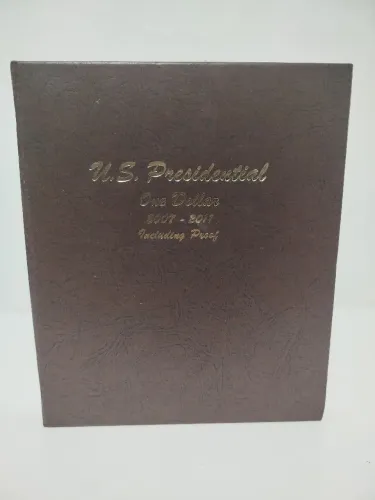 U.S. Presidential
One Dollar
2007 - 2011
Including Proof